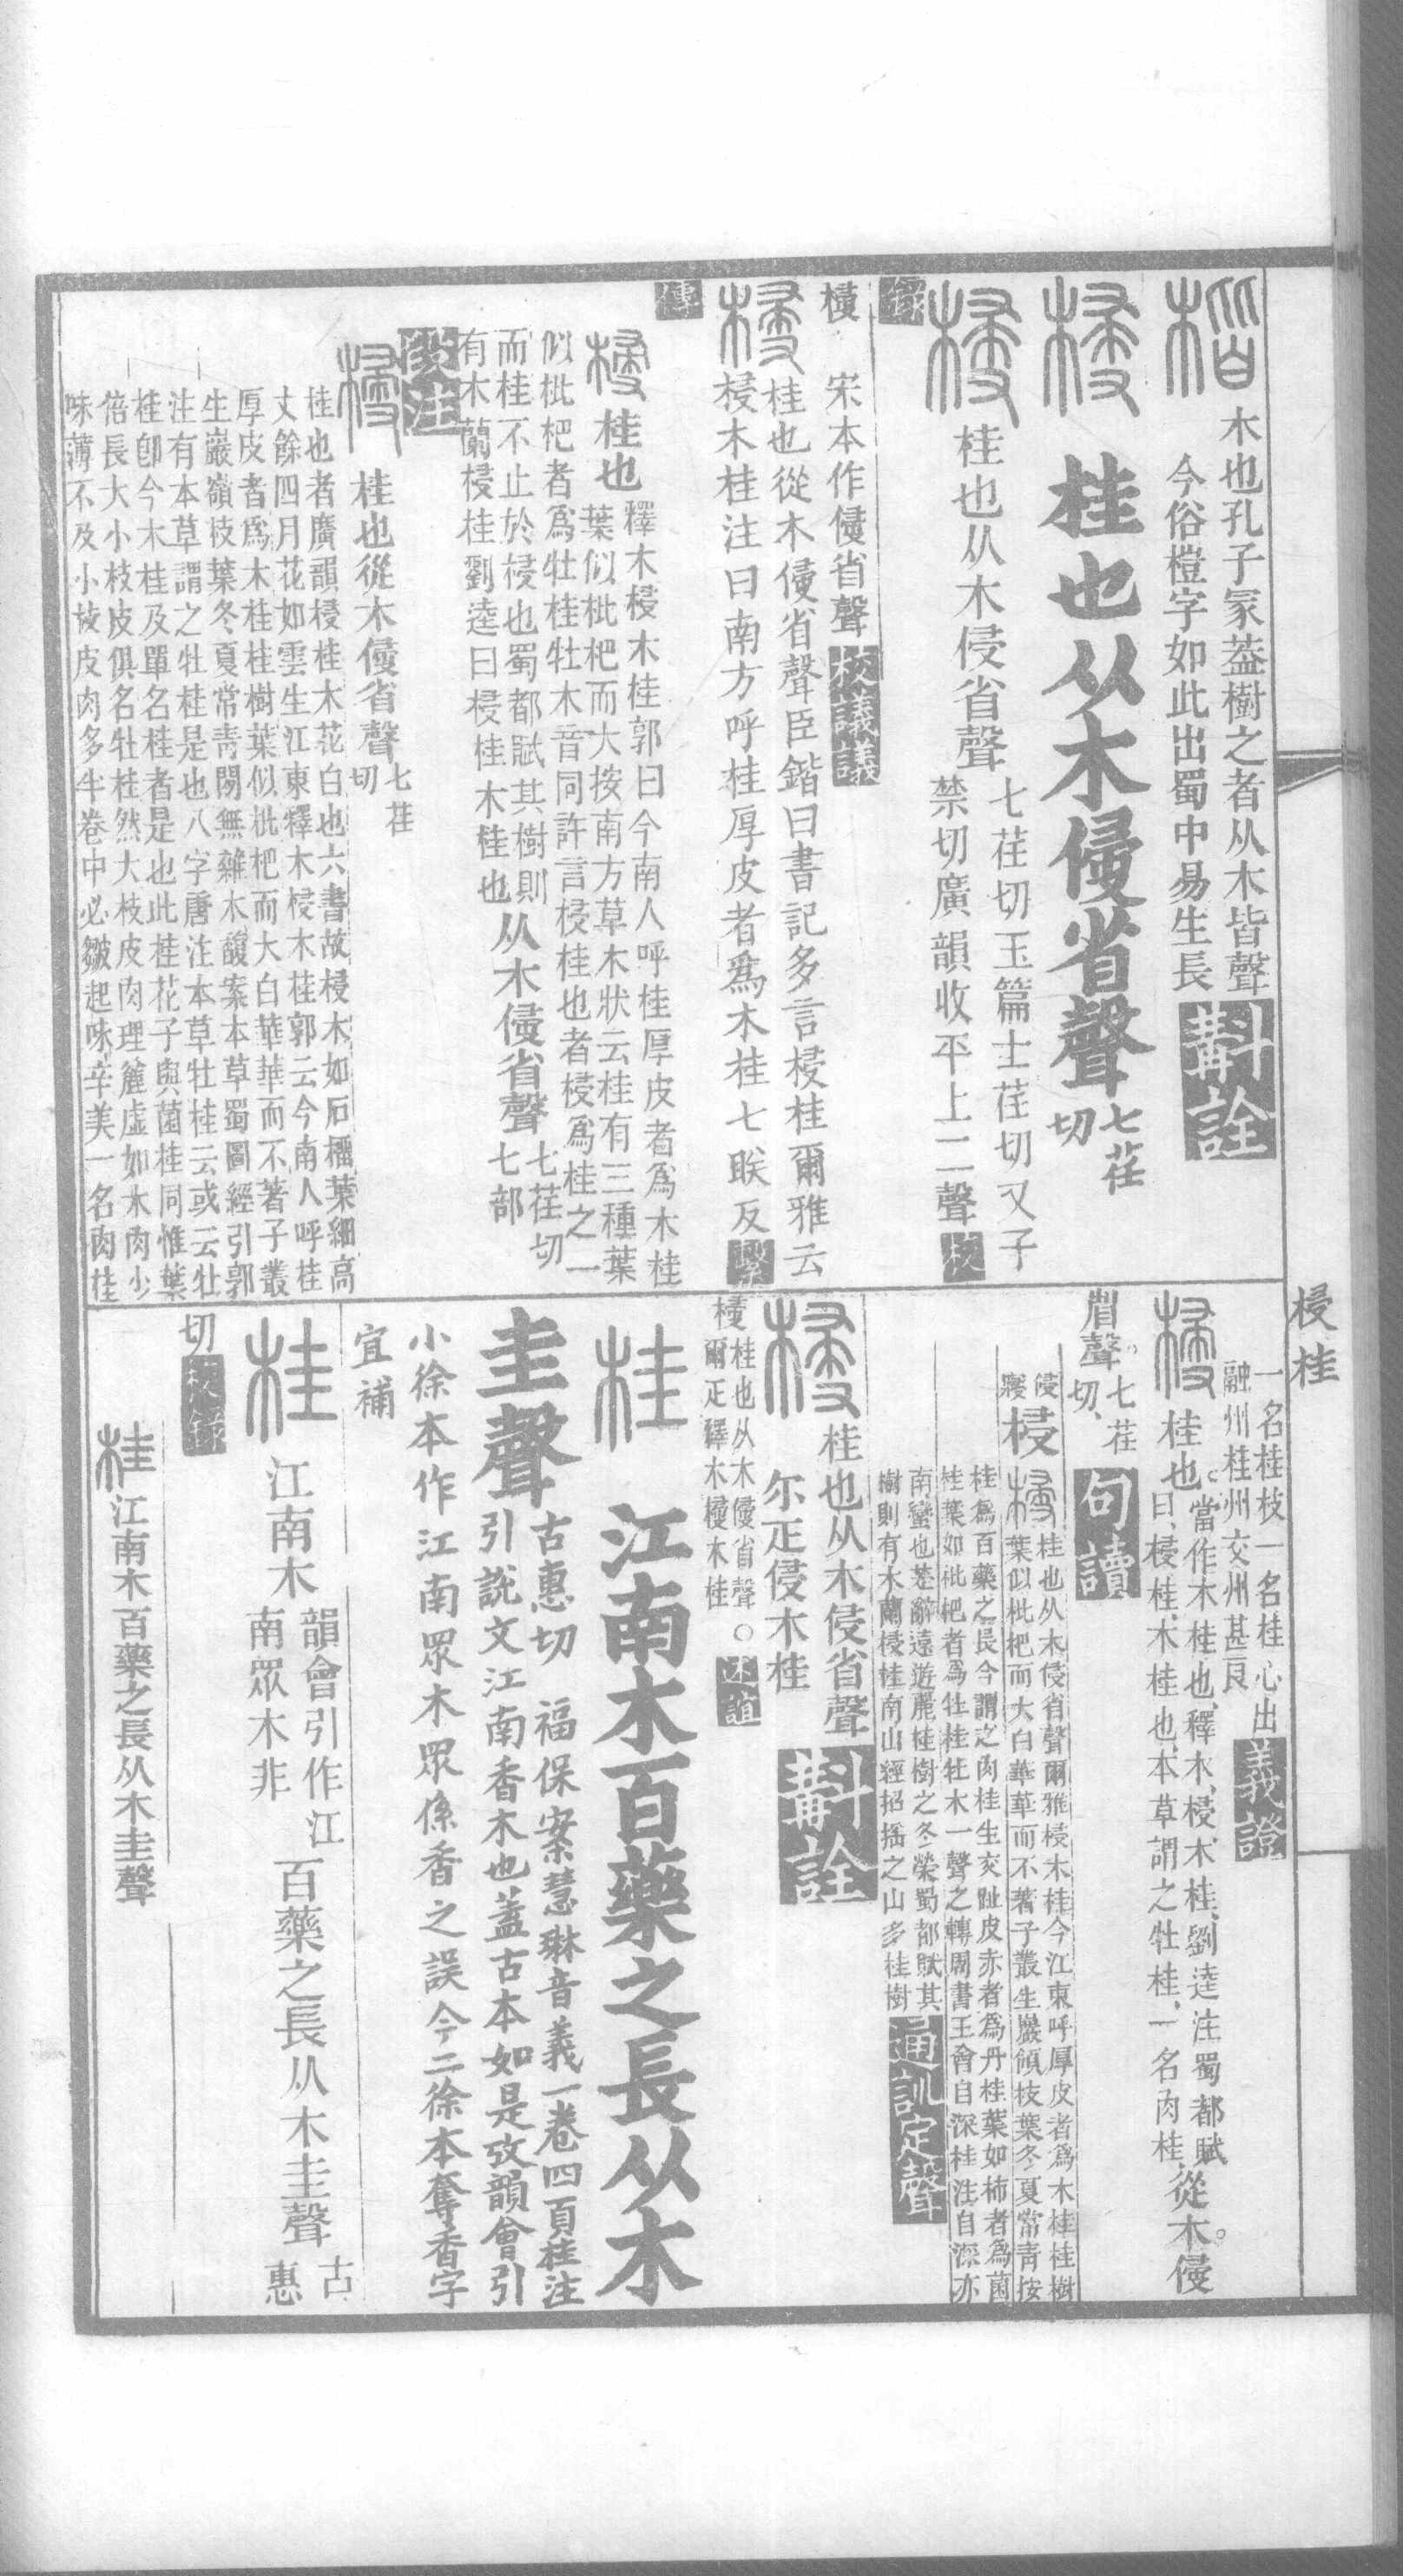 梫桂
楷
木也孔子冢葢樹之者从木皆聲
今俗楷字如此出蜀中易生長
斠詮
梫
桂也从木𠊱省聲
七荏切
梫
桂也从木侵省聲
七荏切玉篇士荏切又子
禁切廣韻收平上二聲
校
錄
梫
宋本作𠊱省聲
校議議
梫
桂也從木𠊱省聲臣鍇曰書記多言梫桂爾雅云
梫木桂注曰南方呼桂厚皮者爲木桂七朕反
繫
傳
梫
桂也
釋木梫木桂郭曰今南人呼桂厚皮者爲木桂
葉似枇杷而大按南方草木狀云桂有三種葉
似枇杷者爲牡桂牡木音同許言梫桂也者梫爲桂之一
而桂不止於梫也蜀都賦其樹則
有木蘭梫桂劉逵曰梫桂木桂也
从木侵省聲
七荏切
七部
段注
梫
桂也從木𠊱省聲
七荏
切
桂也者廣韻梫桂木花白也六書故梫木如石橿葉細高
丈餘四月花如雲生江東釋木梫木桂郭云今南人呼桂
厚皮者爲木桂桂樹葉似枇杷而大白華華而不著子叢
生巖嶺枝葉冬夏常靑閒無雜木馥案本草蜀圖經引郭
注有本草謂之牡桂是也八字唐注本草牡桂云或云牡
桂卽今木桂及單名桂者是也此桂花子與菌桂同惟葉
倍長大小枝皮俱名牡桂然大枝皮肉理麤虛如木肉少
味薄不及小枝皮肉多半卷中必皺起味辛美一名肉桂
一名桂枝一名桂心出
融州桂州交州甚良
義證
梫
桂也
當作木桂也釋木梫木桂劉逵注蜀都賦
曰梫桂木桂也本草謂之牡桂一名肉桂
從木𠊱
省聲
七荏
切
句讀
梫
梫
桂也从木侵省聲爾雅梫木桂今江東呼厚皮者爲木桂桂樹
葉似枇杷而大白華華而不著子叢生巖嶺枝葉冬夏常靑按
桂爲百藥之長今謂之肉桂生交趾皮赤者爲丹桂葉如柿者爲菌
桂葉如枇杷者爲牡桂牡木一聲之轉周書王會自深桂注自深亦
南蠻也楚辭遠遊麗桂樹之冬榮蜀都賦其
樹則有木蘭梫桂南山經招搖之山多桂樹
通訓定聲
梫
桂也从木侵省聲
尒疋侵木桂
斠詮
梫
桂也从木𠊱省聲〇
爾疋釋木梫木桂
述誼
桂
江南木百藥之長从木
圭聲
古惠切 福保案慧琳音義一卷四頁桂注
引說文江南香木也葢古本如是攷韻會引
小徐本作江南眾木眾係香之誤今二徐本奪香字
宜補
桂
江南木
韻會引作江
南眾木非
百藥之長从木圭聲
古
惠
切
校錄
桂
江南木百藥之長从木圭聲